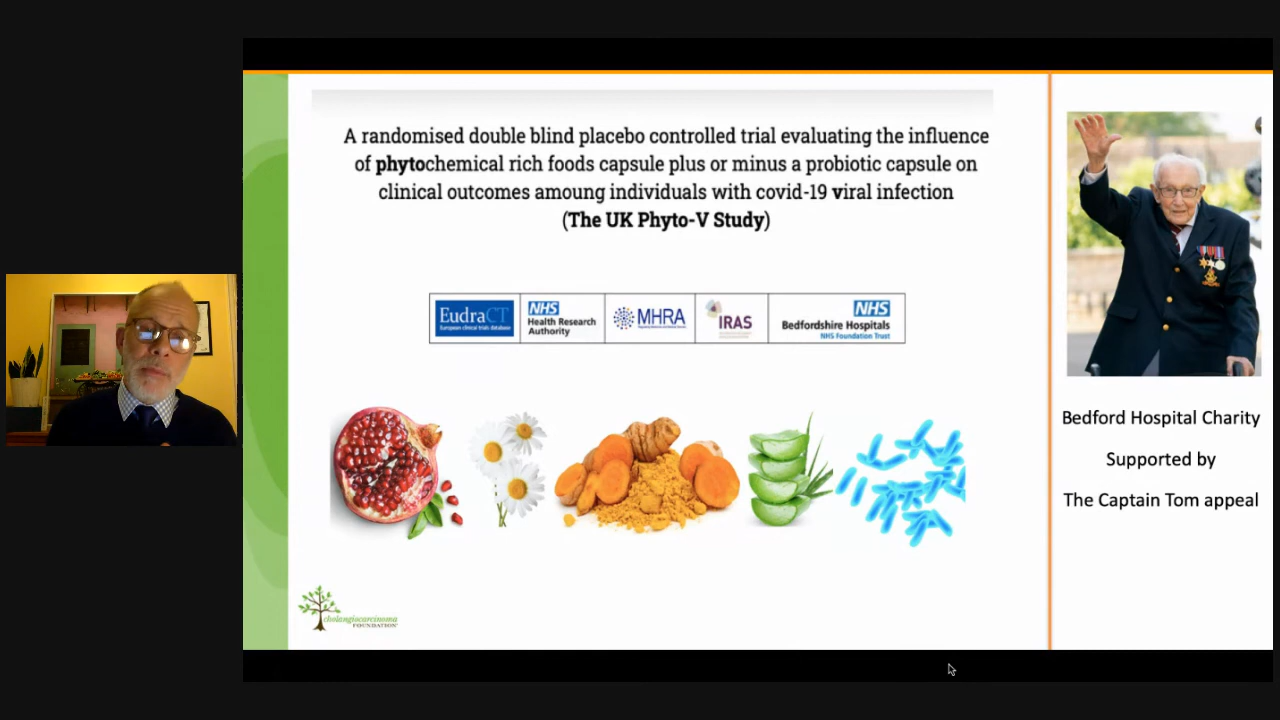 A randomised double blind placebo controlled trial evaluating the influence
of phytochemical rich foods capsule plus or minus a probiotic capsule on
clinical outcomes amoung individuals with covid-19 viral infection
(The UK Phyto-V Study)
EudraCT
European clinical trials database
NHS
Health Research
Authority
MHRA
IRAS
NHS
Bedfordshire Hospitals
NHS Foundation Trust
Bedford Hospital Charity
Supported by
The Captain Tom appeal
cholangiocarcinoma
FOUNDATION